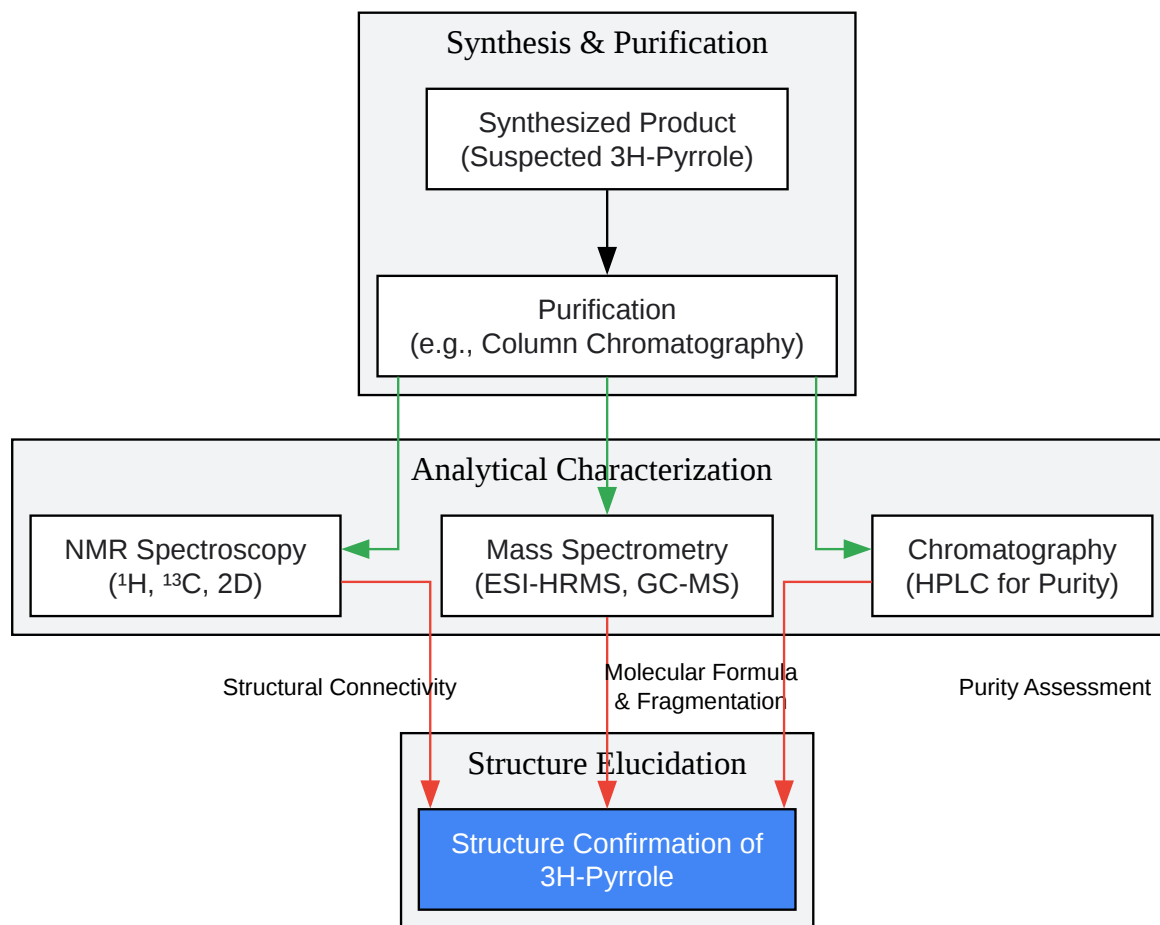 Synthesis & Purification
Synthesized Product
(Suspected 3H-Pyrrole)
Purification
(e.g., Column Chromatography)
Analytical Characterization
NMR Spectroscopy
(¹H, ¹³C, 2D)
Mass Spectrometry
(ESI-HRMS, GC-MS)
Chromatography
(HPLC for Purity)
Structural Connectivity
Molecular Formula
& Fragmentation
Purity Assessment
Structure Elucidation
Structure Confirmation of
3H-Pyrrole